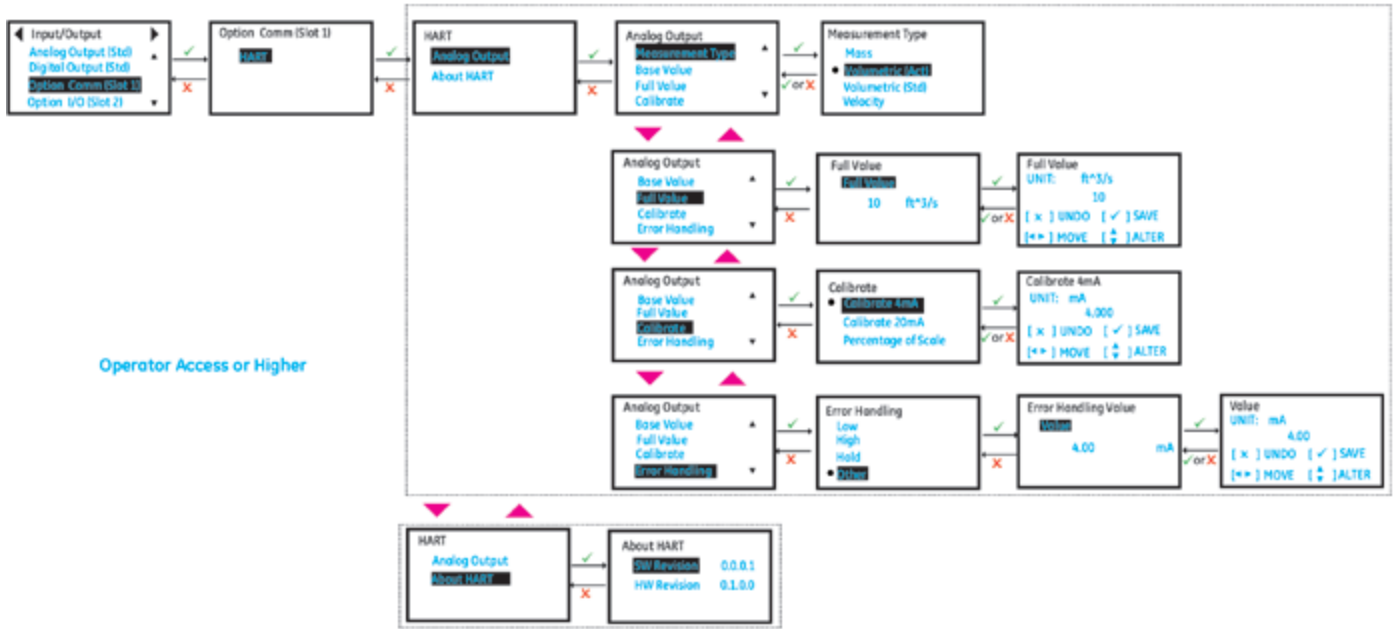 Input/Output
Analog Output (Std)
Digital Output (Std)
Option Comm (Slot 1)
Option I/O (Slot 2)
Option Comm (Slot 1)
HART
HART
Analog Output
About HART
Analog Output
Measurement Type
Base Value
Full Value
Calibrate
Measurement Type
Mass
Volumetric (Act)
Volumetric (Std)
Velocity
✓
X
✓
X
✓
X
✓
✓orX
Analog Output
Base Value
Full Value
Calibrate
Error Handling
✓
X
Full Value
Full Value
10 ft^3/s
✓
✓orX
Full Value
UNIT: ft^3/s
10
[ x ] UNDO [ ✓ ] SAVE
[◄►] MOVE [▲▼] ALTER
Analog Output
Base Value
Full Value
Calibrate
Error Handling
✓
X
Calibrate
Calibrate 4mA
Calibrate 20mA
Percentage of Scale
✓
✓orX
Calibrate 4mA
UNIT: mA
4.000
[ x ] UNDO [ ✓ ] SAVE
[◄►] MOVE [▲▼] ALTER
Operator Access or Higher
Analog Output
Base Value
Full Value
Calibrate
Error Handling
✓
X
Error Handling
Low
High
Hold
Other
✓
X
Error Handling Value
Value
4.00 mA
✓
✓orX
Value
UNIT: mA
4.00
[ x ] UNDO [ ✓ ] SAVE
[◄►] MOVE [▲▼] ALTER
HART
Analog Output
About HART
✓
X
About HART
SW Revision 0.0.0.1
HW Revision 0.1.0.0